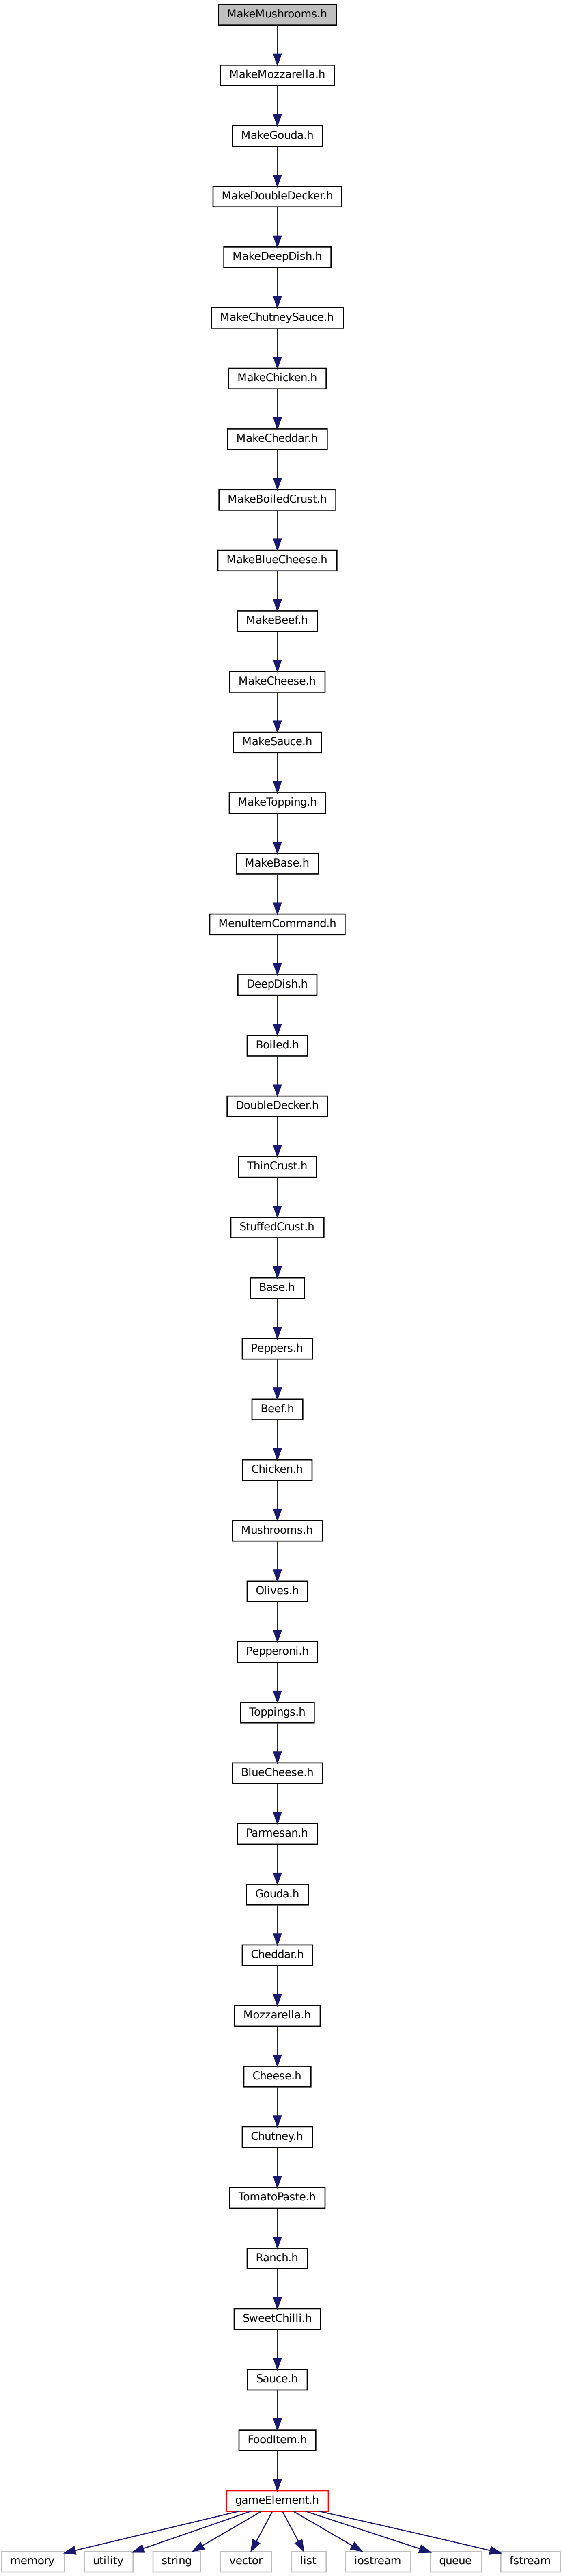 MakeMushrooms.h
MakeMozzarella.h
MakeGouda.h
MakeDoubleDecker.h
MakeDeepDish.h
MakeChutneySauce.h
MakeChicken.h
MakeCheddar.h
MakeBoiledCrust.h
MakeBlueCheese.h
MakeBeef.h
MakeCheese.h
MakeSauce.h
MakeTopping.h
MakeBase.h
MenuItemCommand.h
DeepDish.h
Boiled.h
DoubleDecker.h
ThinCrust.h
StuffedCrust.h
Base.h
Peppers.h
Beef.h
Chicken.h
Mushrooms.h
Olives.h
Pepperoni.h
Toppings.h
BlueCheese.h
Parmesan.h
Gouda.h
Cheddar.h
Mozzarella.h
Cheese.h
Chutney.h
TomatoPaste.h
Ranch.h
SweetChilli.h
Sauce.h
FoodItem.h
gameElement.h
memory utility string vector list iostream queue fstream